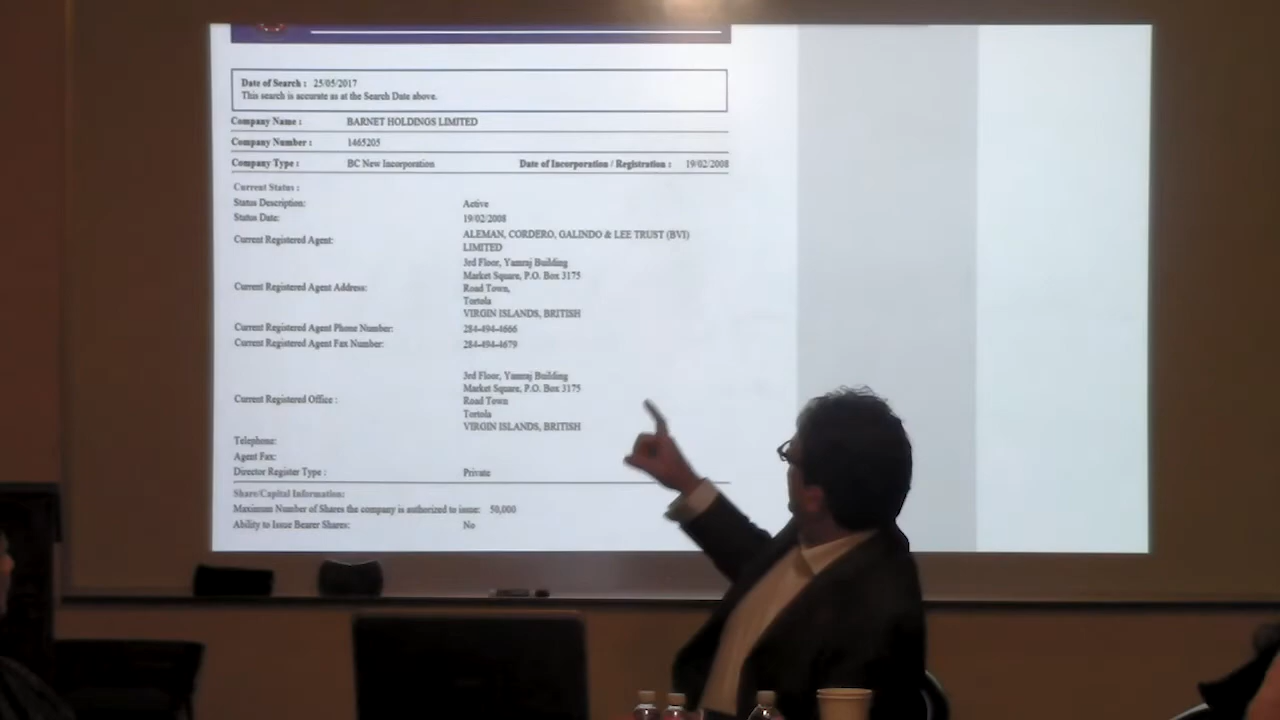 Date of Search : 25/05/2017
This search is accurate as at the Search Date above.
Company Name : BARNET HOLDINGS LIMITED
Company Number : 1465205
Company Type : BC New Incorporation Date of Incorporation / Registration : 19/02/2008
Current Status :
Status Description: Active
Status Date: 19/02/2008
Current Registered Agent: ALEMAN, CORDERO, GALINDO & LEE TRUST (BVI)
LIMITED
3rd Floor, Yamraj Building
Market Square, P.O. Box 3175
Current Registered Agent Address: Road Town,
Tortola
VIRGIN ISLANDS, BRITISH
Current Registered Agent Phone Number: 284-494-4666
Current Registered Agent Fax Number: 284-494-4679
3rd Floor, Yamraj Building
Market Square, P.O. Box 3175
Current Registered Office : Road Town
Tortola
VIRGIN ISLANDS, BRITISH
Telephone:
Agent Fax:
Director Register Type : Private
Share/Capital Information:
Maximum Number of Shares the company is authorized to issue: 50,000
Ability to Issue Bearer Shares: No